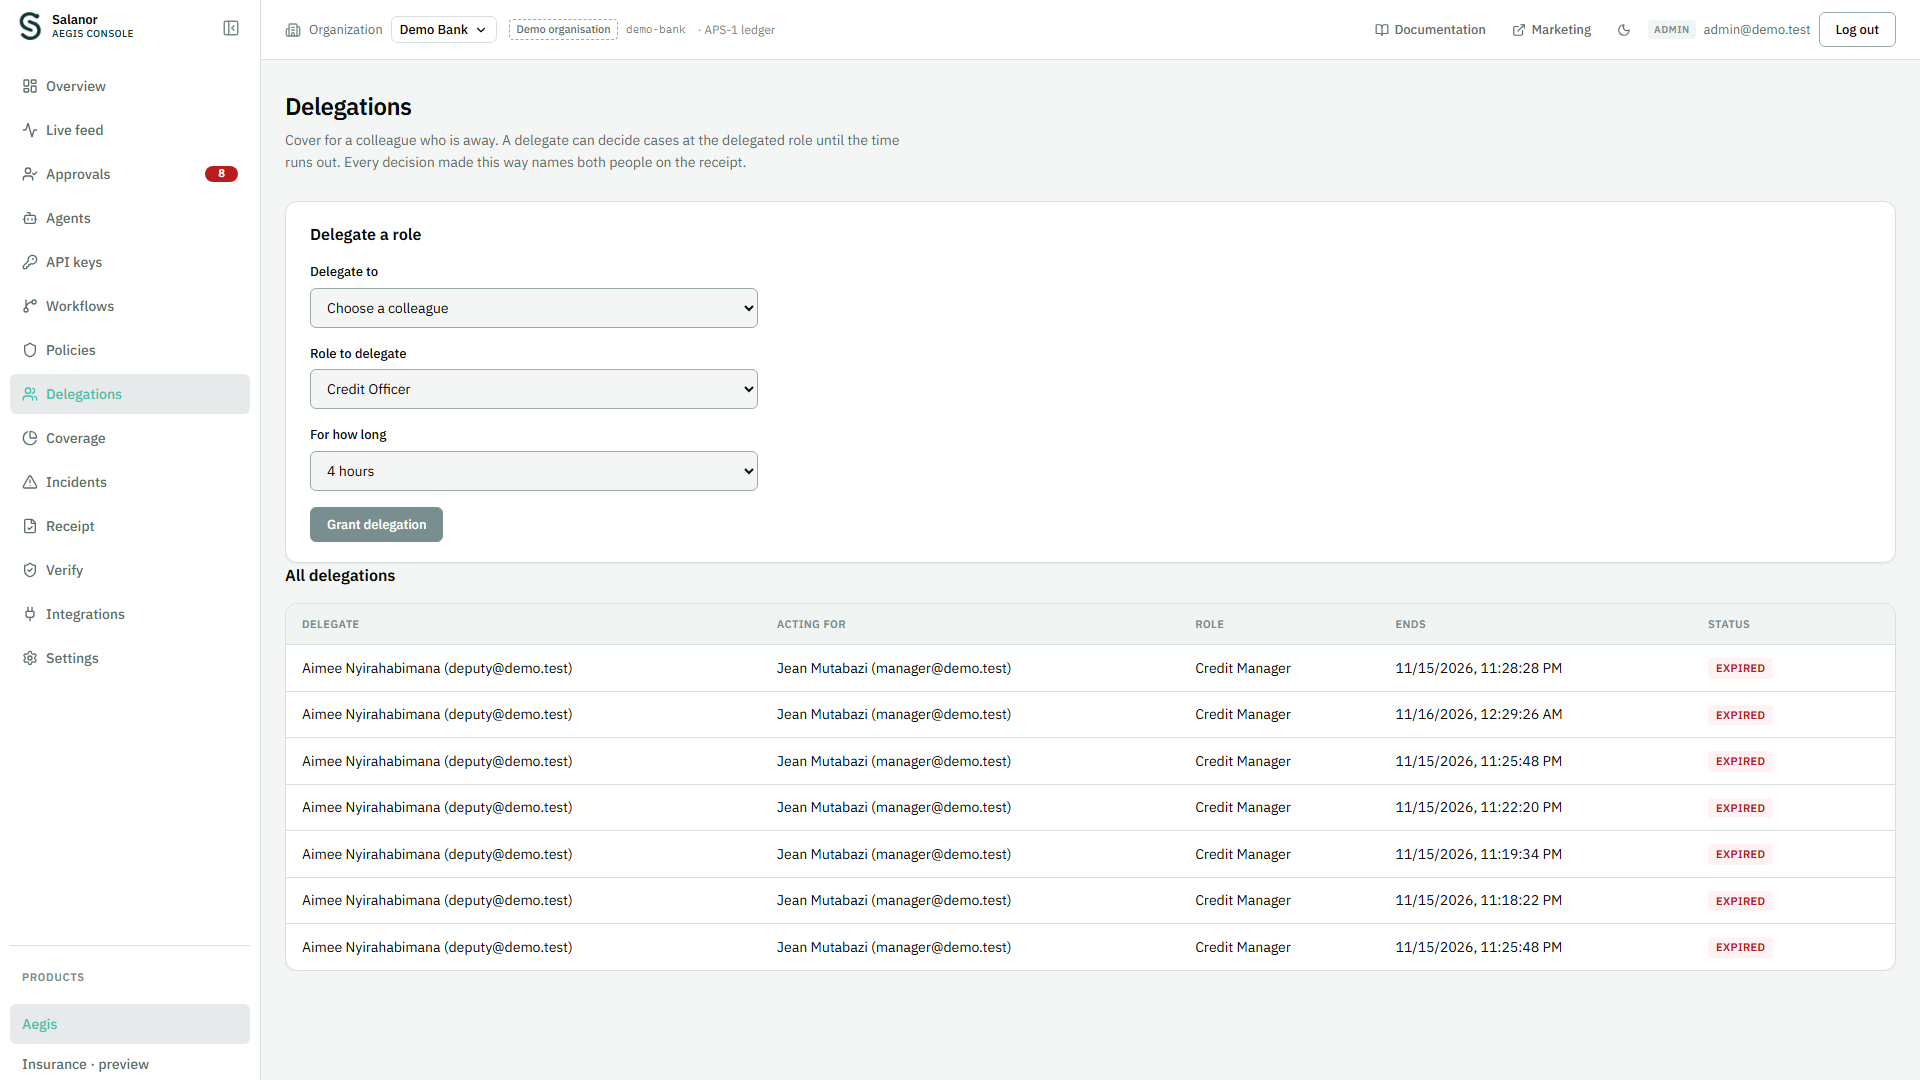 Salanor
AEGIS CONSOLE
Organization
Demo Bank
Demo organisation
demo-bank
· APS-1 ledger
Documentation
Marketing
ADMIN
admin@demo.test
Log out
Overview
Live feed
Approvals
8
Agents
API keys
Workflows
Policies
Delegations
Coverage
Incidents
Receipt
Verify
Integrations
Settings
PRODUCTS
Aegis
Insurance · preview
Delegations
Cover for a colleague who is away. A delegate can decide cases at the delegated role until the time
runs out. Every decision made this way names both people on the receipt.
Delegate a role
Delegate to
Choose a colleague
Role to delegate
Credit Officer
For how long
4 hours
Grant delegation
All delegations
DELEGATE ACTING FOR ROLE ENDS STATUS
Aimee Nyirahabimana (deputy@demo.test) Jean Mutabazi (manager@demo.test) Credit Manager 11/15/2026, 11:28:28 PM EXPIRED
Aimee Nyirahabimana (deputy@demo.test) Jean Mutabazi (manager@demo.test) Credit Manager 11/16/2026, 12:29:26 AM EXPIRED
Aimee Nyirahabimana (deputy@demo.test) Jean Mutabazi (manager@demo.test) Credit Manager 11/15/2026, 11:25:48 PM EXPIRED
Aimee Nyirahabimana (deputy@demo.test) Jean Mutabazi (manager@demo.test) Credit Manager 11/15/2026, 11:22:20 PM EXPIRED
Aimee Nyirahabimana (deputy@demo.test) Jean Mutabazi (manager@demo.test) Credit Manager 11/15/2026, 11:19:34 PM EXPIRED
Aimee Nyirahabimana (deputy@demo.test) Jean Mutabazi (manager@demo.test) Credit Manager 11/15/2026, 11:18:22 PM EXPIRED
Aimee Nyirahabimana (deputy@demo.test) Jean Mutabazi (manager@demo.test) Credit Manager 11/15/2026, 11:25:48 PM EXPIRED